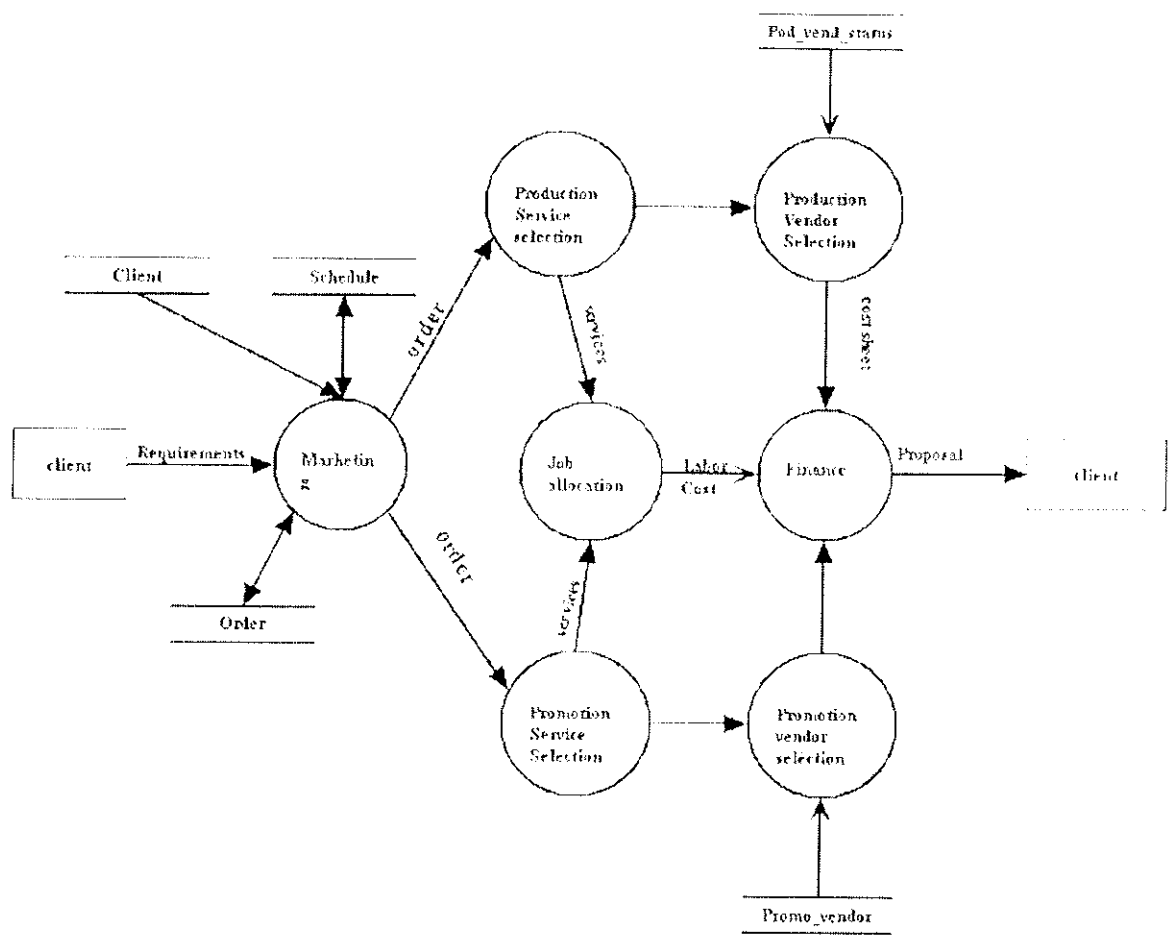 Pod_vend_status
Production
Service
selection
Production
Vendor
Selection
Client
Schedule
order
services
cost sheet
client
Requirements
Marketin
g
Job
allocation
Labor
Cost
Finance
Proposal
client
order
services
Order
Promotion
Service
Selection
Promotion
vendor
selection
Promo_vendor